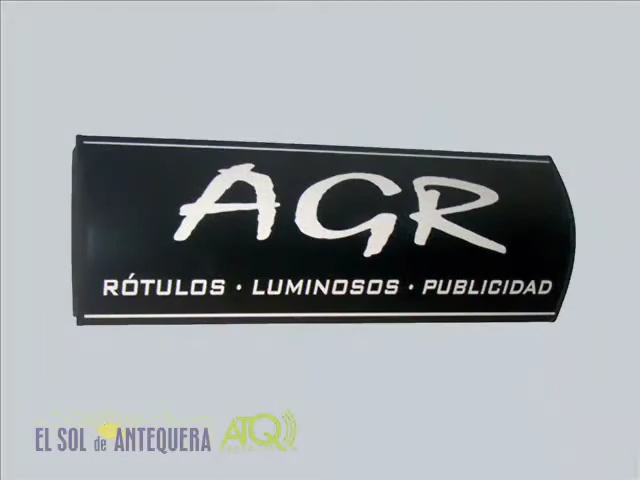 AGR
RÓTULOS · LUMINOSOS · PUBLICIDAD
EL SOL de ANTEQUERA ATQ